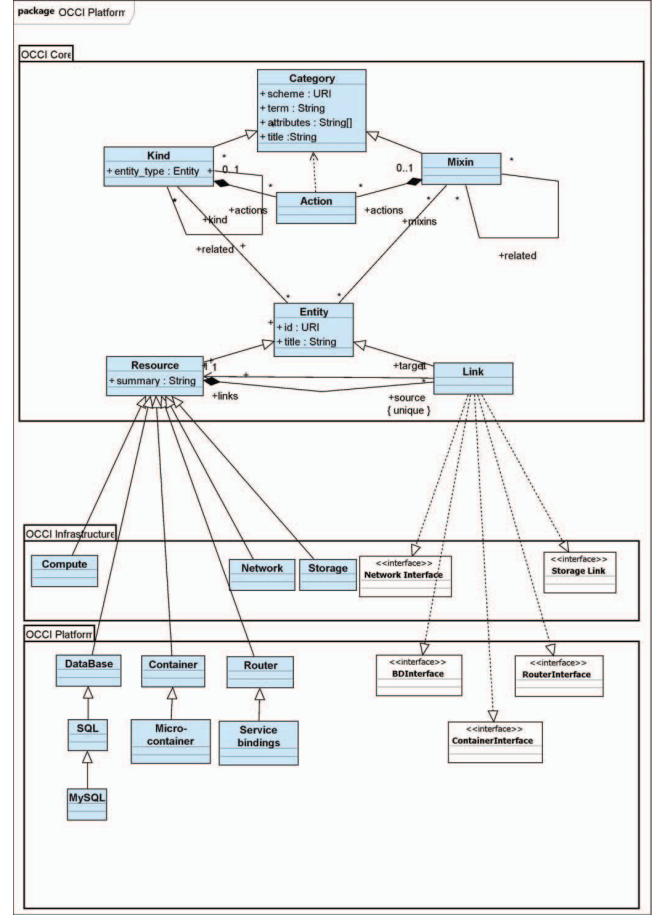 package OCCI Platform
OCCI Core
Category
+ scheme : URI
+ term : String
+ attributes : String[]
+ title :String
Kind
+ entity_type : Entity
+
*
0..1
*
Action
*
0..1
Mixin
*
+actions
+actions
*
+kind
+mixins
*
*
*
+related
+
+related
*
*
Entity
+ id : URI
+ title : String
+
Resource
+ summary : String
1
+
+target
+links
*
+source
{ unique }
Link
OCCI Infrastructure
Compute
Network
Storage
<<interface>>
Network Interface
<<interface>>
Storage Link
OCCI Platform
DataBase
Container
Router
<<interface>>
BDInterface
<<interface>>
RouterInterface
SQL
Micro-
container
Service
bindings
<<interface>>
ContainerInterface
MySQL